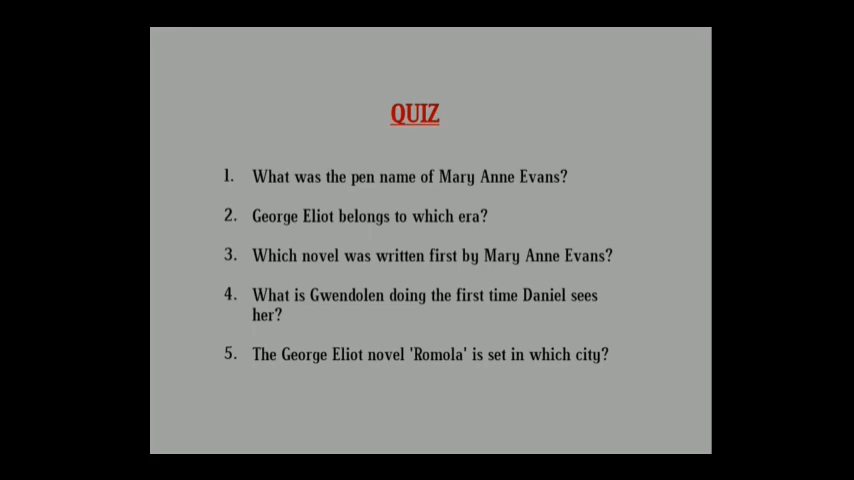 QUIZ
1. What was the pen name of Mary Anne Evans?
2. George Eliot belongs to which era?
3. Which novel was written first by Mary Anne Evans?
4. What is Gwendolen doing the first time Daniel sees
her?
5. The George Eliot novel 'Romola' is set in which city?